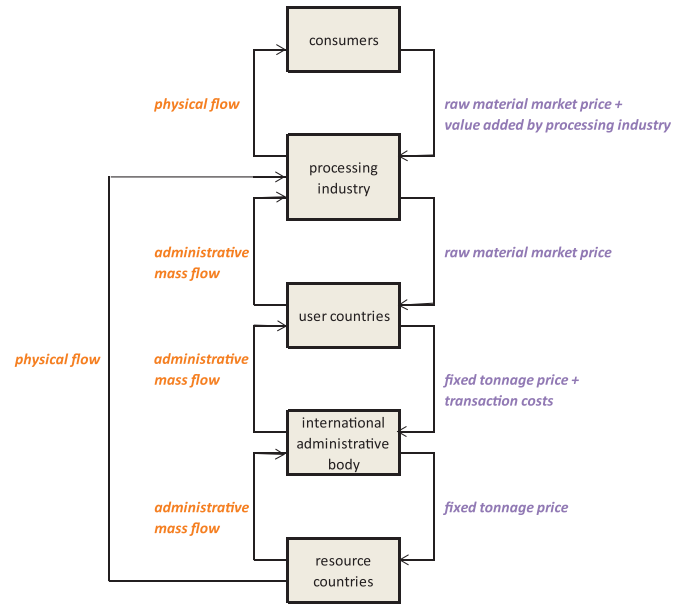 consumers
physical flow
raw material market price +
value added by processing industry
processing
industry
administrative
mass flow
raw material market price
user countries
physical flow
administrative
mass flow
fixed tonnage price +
transaction costs
international
administrative
body
administrative
mass flow
fixed tonnage price
resource
countries